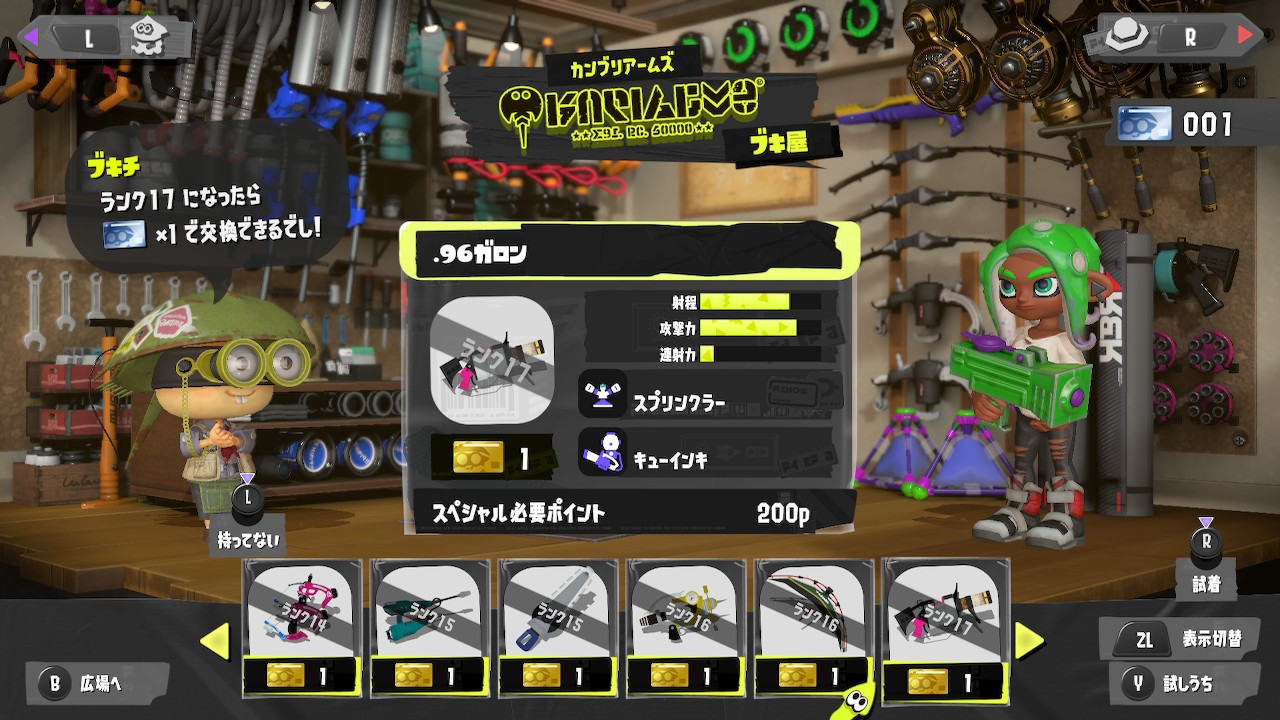 L
R
カンブリアームズ
ブキ屋
001
ブキチ
ランク17 になったら
×1 で交換できるでし!
.96ガロン
ランク17
射程
攻撃力
連射力
スプリンクラー
1
キューインキ
スペシャル必要ポイント 200p
L
持ってない
R
試着
ランク14
ランク15
ランク15
ランク16
ランク16
ランク17
1
1
1
1
1
1
ZL 表示切替
B 広場へ
Y 試しうち